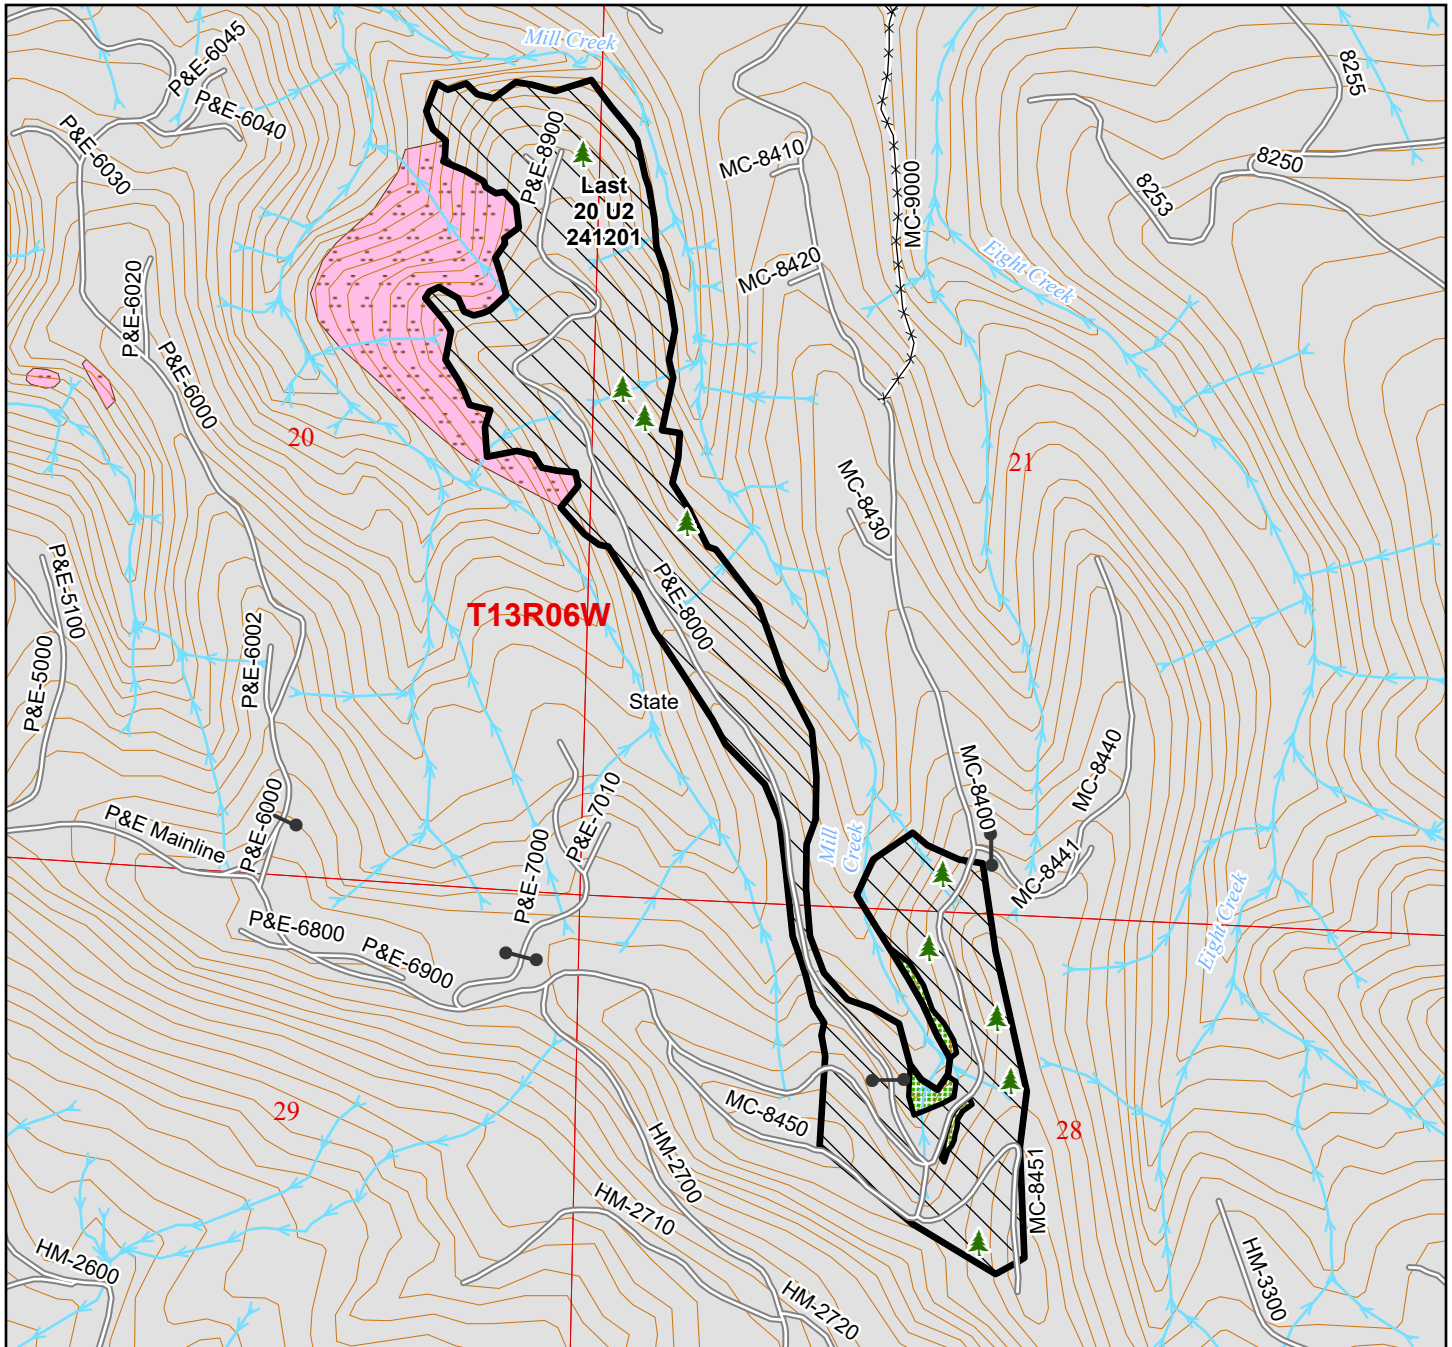 Mill Creek
P&E-6045
P&E-6040
P&E-6030
8255
P&E-8900
MC-8410
8250
8253
Last
20 U2
241201
MC-9000
MC-8420
Eight Creek
P&E-6020
P&E-6000
20
21
MC-8430
P&E-5100
P&E-8000
T13R06W
P&E-6002
P&E-5000
State
MC-8440
MC-8400
P&E-6000
P&E Mainline
P&E-7010
P&E-7000
Mill
Creek
MC-8441
P&E-6800
P&E-6900
Eight Creek
MC-8450
29
28
HM-2700
MC-8451
HM-2710
HM-2600
HM-3300
HM-2720